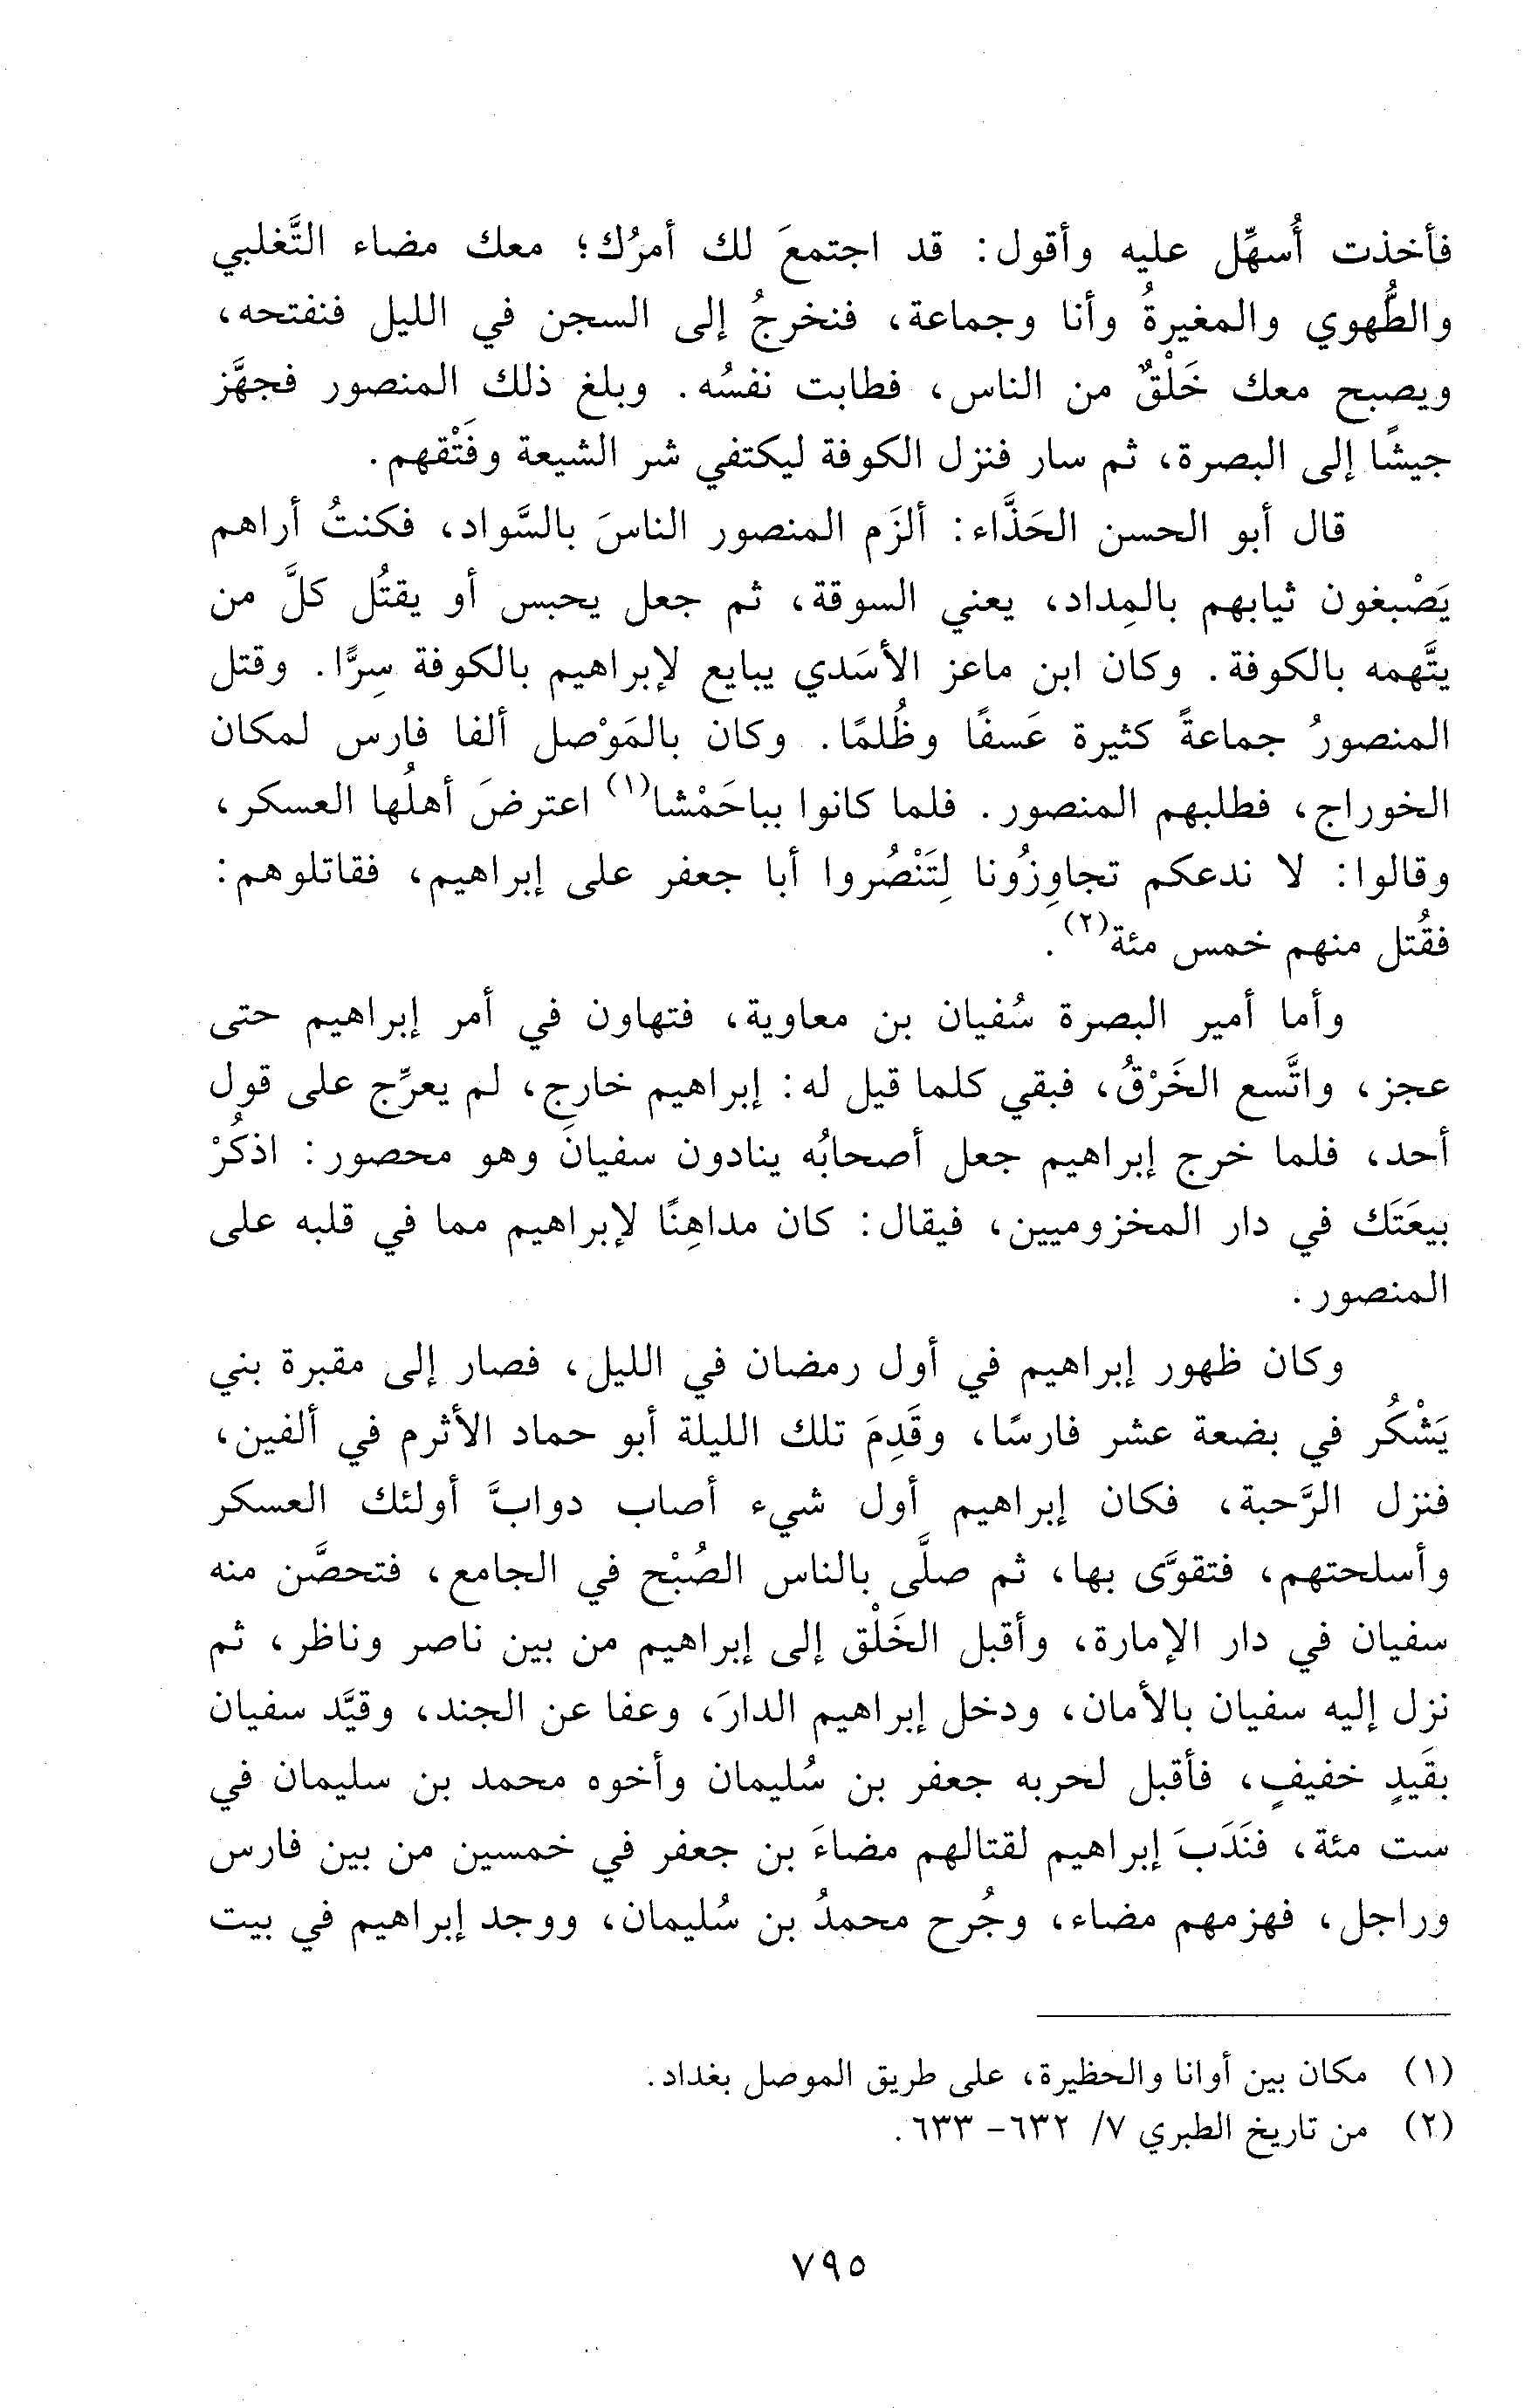 فأخذت أُسهِّل عليه وأقول: قد اجتمعَ لك أمرُك؛ معك مضاء التَّغلبي
والطُّهوي والمغيرةُ وأنا وجماعة، فنخرجُ إلى السجن في الليل فنفتحه،
ويصبح معك خَلْقٌ من الناس، فطابت نفسُه. وبلغ ذلك المنصور فجهَّز
جيشًا إلى البصرة، ثم سار فنزل الكوفة ليكتفي شر الشيعة وفَتْقهم.
قال أبو الحسن الحَذَّاء: ألزَم المنصور الناسَ بالسَّواد، فكنتُ أراهم
يَصْبغون ثيابهم بالمِداد، يعني السوقة، ثم جعل يحبس أو يقتُل كلَّ من
يتَّهمه بالكوفة. وكان ابن ماعز الأسَدي يبايع لإبراهيم بالكوفة سِرًّا. وقتل
المنصورُ جماعةً كثيرة عَسفًا وظُلمًا. وكان بالمَوْصل ألفا فارس لمكان
الخوراج، فطلبهم المنصور. فلما كانوا بباحَمْشا(١) اعترضَ أهلُها العسكر،
وقالوا: لا ندعكم تجاوِزُونا لِتَنْصُروا أبا جعفر على إبراهيم، فقاتلوهم:
فقُتل منهم خمس مئة(٢).
وأما أمير البصرة سُفيان بن معاوية، فتهاون في أمر إبراهيم حتى
عجز، واتَّسع الخَرْقُ، فبقي كلما قيل له: إبراهيم خارج، لم يعرِّج على قول
أحد، فلما خرج إبراهيم جعل أصحابُه ينادون سفيانَ وهو محصور: اذكُرْ
بيعَتَك في دار المخزوميين، فيقال: كان مداهِنًا لإبراهيم مما في قلبه على
المنصور.
وكان ظهور إبراهيم في أول رمضان في الليل، فصار إلى مقبرة بني
يَشْكُر في بضعة عشر فارسًا، وقَدِمَ تلك الليلة أبو حماد الأثرم في ألفين،
فنزل الرَّحبة، فكان إبراهيم أول شيء أصاب دوابَّ أولئك العسكر
وأسلحتهم، فتقوَّى بها، ثم صلَّى بالناس الصُبْح في الجامع، فتحصَّن منه
سفيان في دار الإمارة، وأقبل الخَلْق إلى إبراهيم من بين ناصر وناظر، ثم
نزل إليه سفيان بالأمان، ودخل إبراهيم الدارَ، وعفا عن الجند، وقيَّد سفيان
بقَيدٍ خفيفٍ، فأقبل لحربه جعفر بن سُليمان وأخوه محمد بن سليمان في
ست مئة، فنَدَبَ إبراهيم لقتالهم مضاءَ بن جعفر في خمسين من بين فارس
وراجل، فهزمهم مضاء، وجُرح محمدُ بن سُليمان، ووجد إبراهيم في بيت
(١) مكان بين أوانا والحظيرة، على طريق الموصل بغداد.
(٢) من تاريخ الطبري ٧/ ٦٣٢- ٦٣٣.
٧٩٥